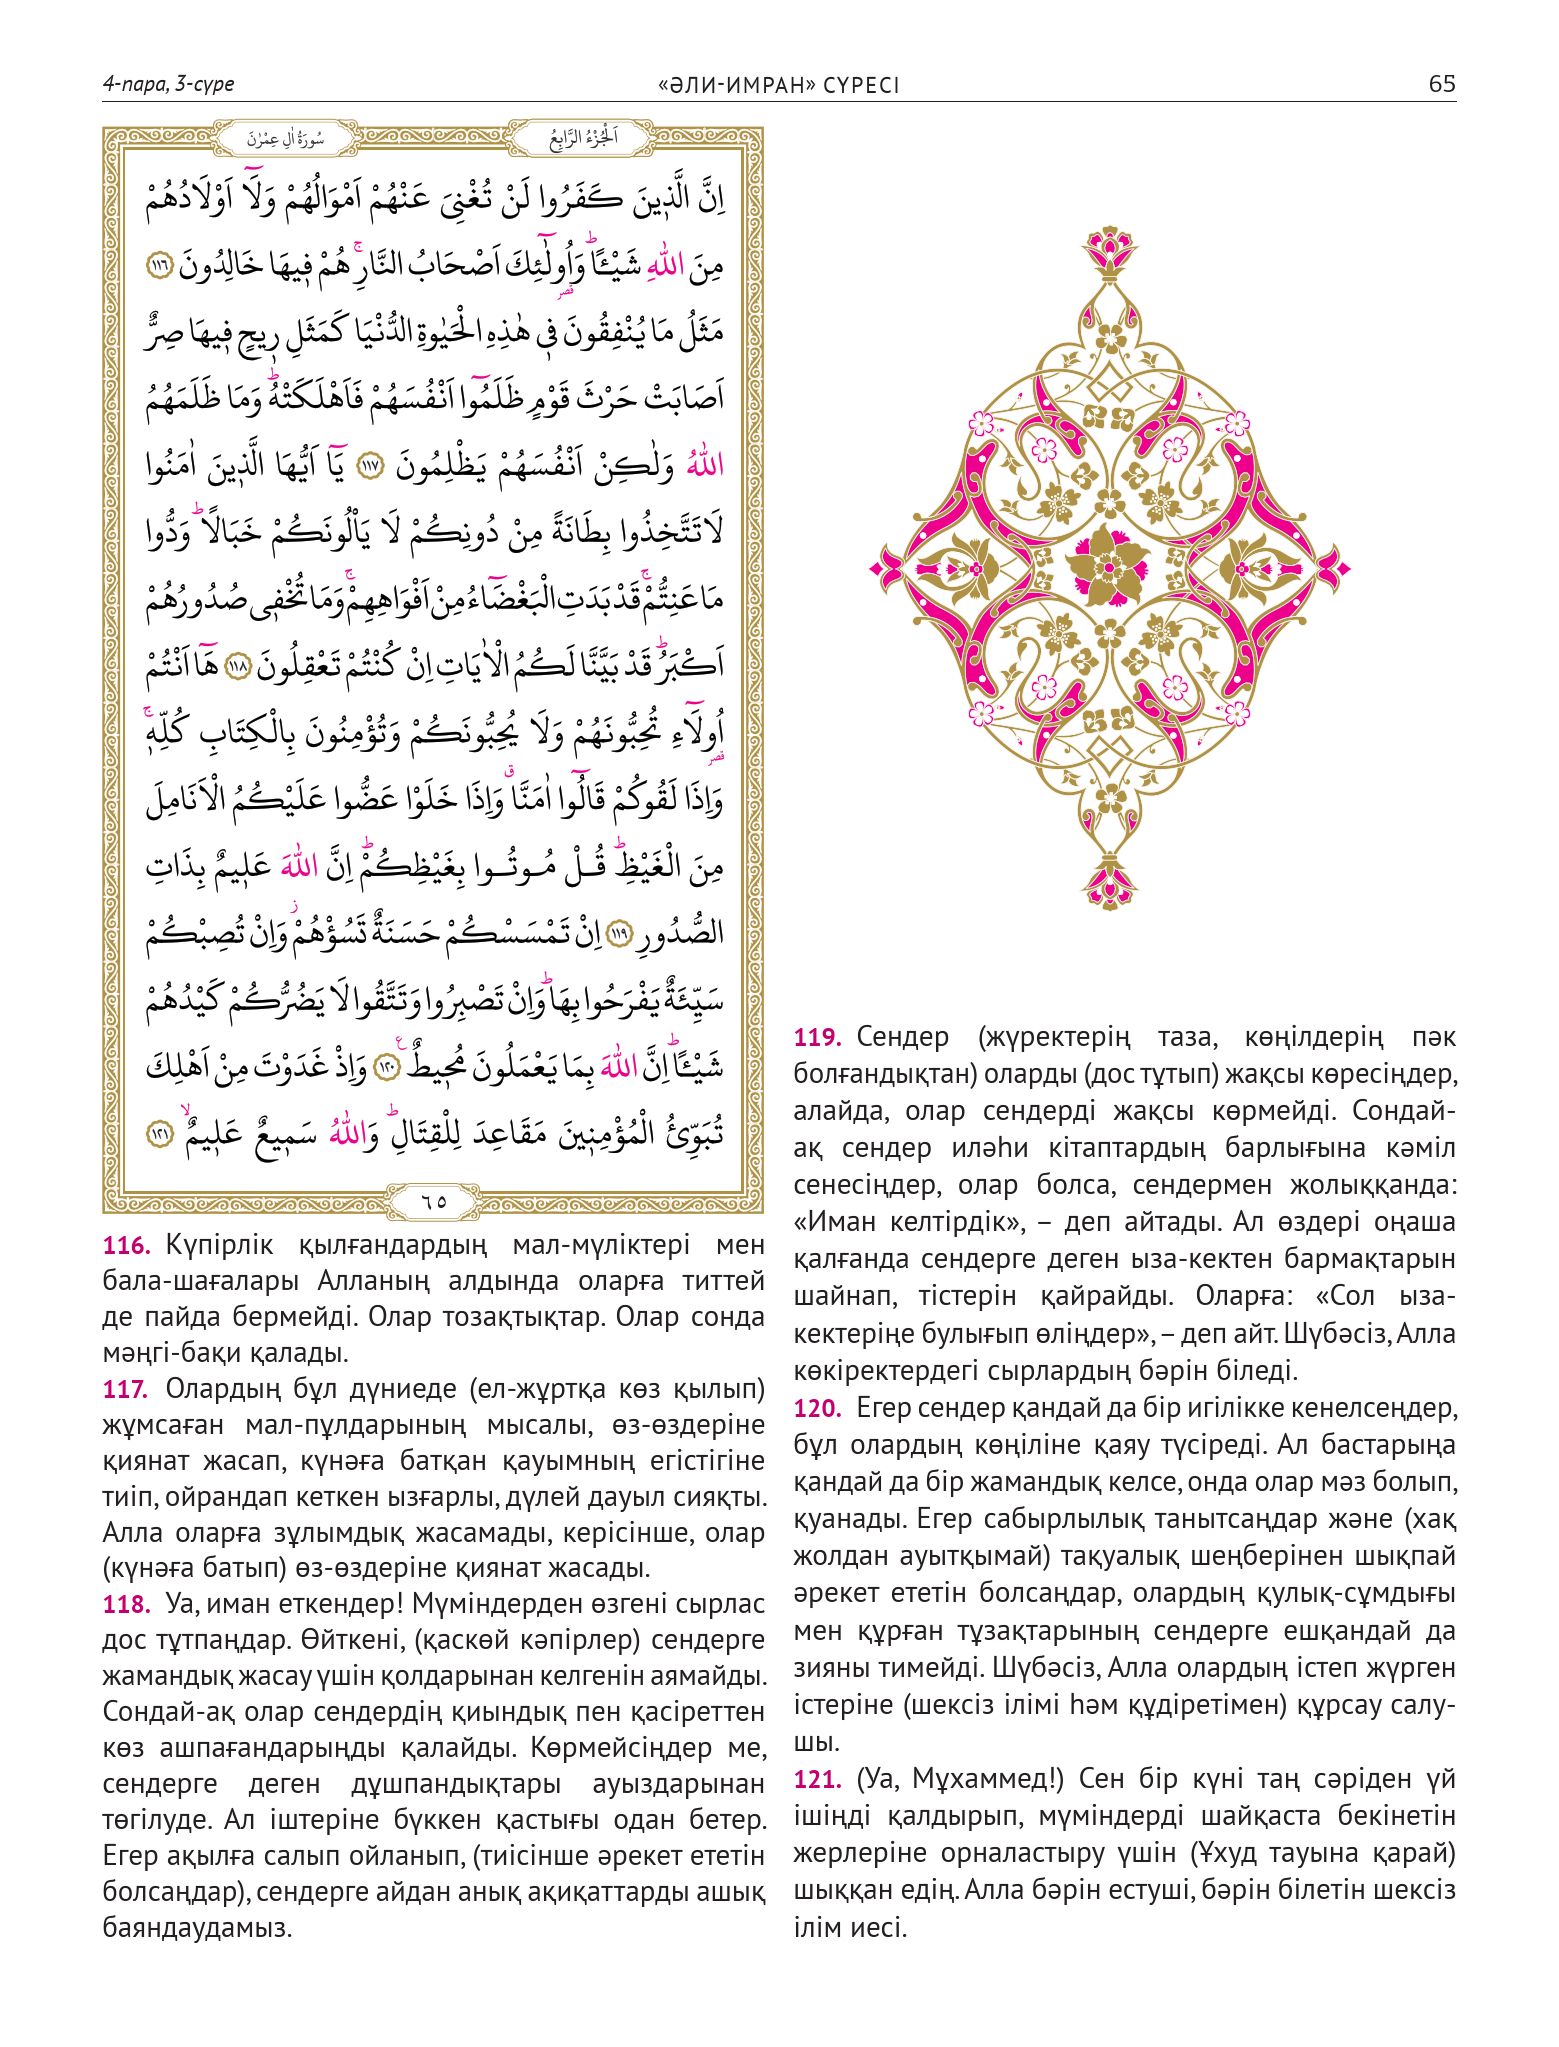 4-пара, 3-сүре
«ӘЛИ-ИМРАН» СҮРЕСІ
65
اَلْجُزْءُ الرَّابِعُ
سُورَةُ اٰلِ عِمْرٰنَ
اِنَّ الَّذ۪ينَ كَفَرُوا لَنْ تُغْنِيَ عَنْهُمْ اَمْوَالُهُمْ وَلَٓا اَوْلَادُهُمْ
مِنَ اللّٰهِ شَيْـًٔاۜ وَاُو۬لٰٓئِكَ اَصْحَابُ النَّارِۚ هُمْ ف۪يهَا خَالِدُونَ ﴿١١٦﴾
مَثَلُ مَا يُنْفِقُونَ ف۪ي هٰذِهِ الْحَيٰوةِ الدُّنْيَا كَمَثَلِ ر۪يحٍ ف۪يهَا صِرٌّ
اَصَابَتْ حَرْثَ قَوْمٍ ظَلَمُٓوا اَنْفُسَهُمْ فَاَهْلَكَتْهُۜ وَمَا ظَلَمَهُمُ
اللّٰهُ وَلٰكِنْ اَنْفُسَهُمْ يَظْلِمُونَ ﴿١١٧﴾ يَٓا اَيُّهَا الَّذ۪ينَ اٰمَنُوا
لَا تَتَّخِذُوا بِطَانَةً مِنْ دُونِكُمْ لَا يَأْلُونَكُمْ خَبَالًاۜ وَدُّوا
مَا عَنِتُّمْۚ قَدْ بَدَتِ الْبَغْضَٓاءُ مِنْ اَفْوَاهِهِمْۚ وَمَا تُخْف۪ي صُدُورُهُمْ
اَكْبَرُۜ قَدْ بَيَّنَّا لَكُمُ الْاٰيَاتِ اِنْ كُنْتُمْ تَعْقِلُونَ ﴿١١٨﴾ هَٓا اَنْتُمْ
اُو۬لَٓاءِ تُحِبُّونَهُمْ وَلَا يُحِبُّونَكُمْ وَتُؤْمِنُونَ بِالْكِتَابِ كُلِّه۪ۚ
وَاِذَا لَقُوكُمْ قَالُٓوا اٰمَنَّاۗ وَاِذَا خَلَوْا عَضُّوا عَلَيْكُمُ الْاَنَامِلَ
مِنَ الْغَيْظِۜ قُلْ مُوتُوا بِغَيْظِكُمْۜ اِنَّ اللّٰهَ عَل۪يمٌ بِذَاتِ
الصُّدُورِ ﴿١١٩﴾ اِنْ تَمْسَسْكُمْ حَسَنَةٌ تَسُؤْهُمْۘ وَاِنْ تُصِبْكُمْ
سَيِّئَةٌ يَفْرَحُوا بِهَاۜ وَاِنْ تَصْبِرُوا وَتَتَّقُوا لَا يَضُرُّكُمْ كَيْدُهُمْ
شَيْـًٔاۜ اِنَّ اللّٰهَ بِمَا يَعْمَلُونَ مُح۪يطٌ۟ ﴿١٢٠﴾ وَاِذْ غَدَوْتَ مِنْ اَهْلِكَ
تُبَوِّئُ الْمُؤْمِن۪ينَ مَقَاعِدَ لِلْقِتَالِۜ وَاللّٰهُ سَم۪يعٌ عَل۪يمٌۙ ﴿١٢١﴾
٦٥
116. Күпірлік қылғандардың мал-мүліктері мен
бала-шағалары Алланың алдында оларға титтей
де пайда бермейді. Олар тозақтықтар. Олар сонда
мәңгі-бақи қалады.
117. Олардың бұл дүниеде (ел-жұртқа көз қылып)
жұмсаған мал-пұлдарының мысалы, өз-өздеріне
қиянат жасап, күнәға батқан қауымның егістігіне
тиіп, ойрандап кеткен ызғарлы, дүлей дауыл сияқты.
Алла оларға зұлымдық жасамады, керісінше, олар
(күнәға батып) өз-өздеріне қиянат жасады.
118. Уа, иман еткендер! Мүміндерден өзгені сырлас
дос тұтпаңдар. Өйткені, (қаскөй кәпірлер) сендерге
жамандық жасау үшін қолдарынан келгенін аямайды.
Сондай-ақ олар сендердің қиындық пен қасіреттен
көз ашпағандарыңды қалайды. Көрмейсіңдер ме,
сендерге деген дұшпандықтары ауыздарынан
төгілуде. Ал іштеріне бүккен қастығы одан бетер.
Егер ақылға салып ойланып, (тиісінше әрекет ететін
болсаңдар), сендерге айдан анық ақиқаттарды ашық
баяндаудамыз.
119. Сендер (жүректерің таза, көңілдерің пәк
болғандықтан) оларды (дос тұтып) жақсы көресіңдер,
алайда, олар сендерді жақсы көрмейді. Сондай-
ақ сендер иләһи кітаптардың барлығына кәміл
сенесіңдер, олар болса, сендермен жолыққанда:
«Иман келтірдік», – деп айтады. Ал өздері оңаша
қалғанда сендерге деген ыза-кектен бармақтарын
шайнап, тістерін қайрайды. Оларға: «Сол ыза-
кектеріңе булығып өліңдер», – деп айт. Шүбәсіз, Алла
көкіректердегі сырлардың бәрін біледі.
120. Егер сендер қандай да бір игілікке кенелсеңдер,
бұл олардың көңіліне қаяу түсіреді. Ал бастарыңа
қандай да бір жамандық келсе, онда олар мәз болып,
қуанады. Егер сабырлылық танытсаңдар және (хақ
жолдан ауытқымай) тақуалық шеңберінен шықпай
әрекет ететін болсаңдар, олардың қулық-сұмдығы
мен құрған тұзақтарының сендерге ешқандай да
зияны тимейді. Шүбәсіз, Алла олардың істеп жүрген
істеріне (шексіз ілімі һәм құдіретімен) құрсау салу-
шы.
121. (Уа, Мұхаммед!) Сен бір күні таң сәріден үй
ішіңді қалдырып, мүміндерді шайқаста бекінетін
жерлеріне орналастыру үшін (Ұхуд тауына қарай)
шыққан едің. Алла бәрін естуші, бәрін білетін шексіз
ілім иесі.